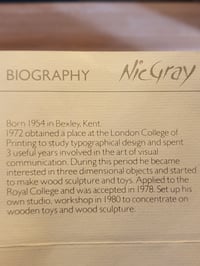 BIOGRAPHY Nic Gray
Born 1954 in Bexley, Kent.
1972 obtained a place at the London College of
Printing to study typographical design and spent
3 useful years involved in the art of visual
communication. During this period he became
interested in three dimensional objects and started
to make wood sculpture and toys. Applied to the
Royal College and was accepted in 1978. Set up his
own studio, workshop in 1980 to concentrate on
wooden toys and wood sculpture.